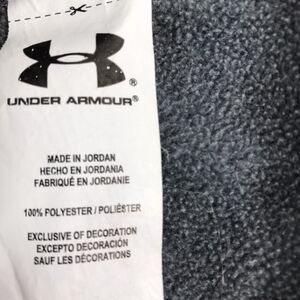 UNDER ARMOUR®
MADE IN JORDAN
HECHO EN JORDANIA
FABRIQUÉ EN JORDANIE
100% POLYESTER / POLIÉSTER
EXCLUSIVE OF DECORATION
EXCEPTO DECORACIÓN
SAUF LES DÉCORATIONS